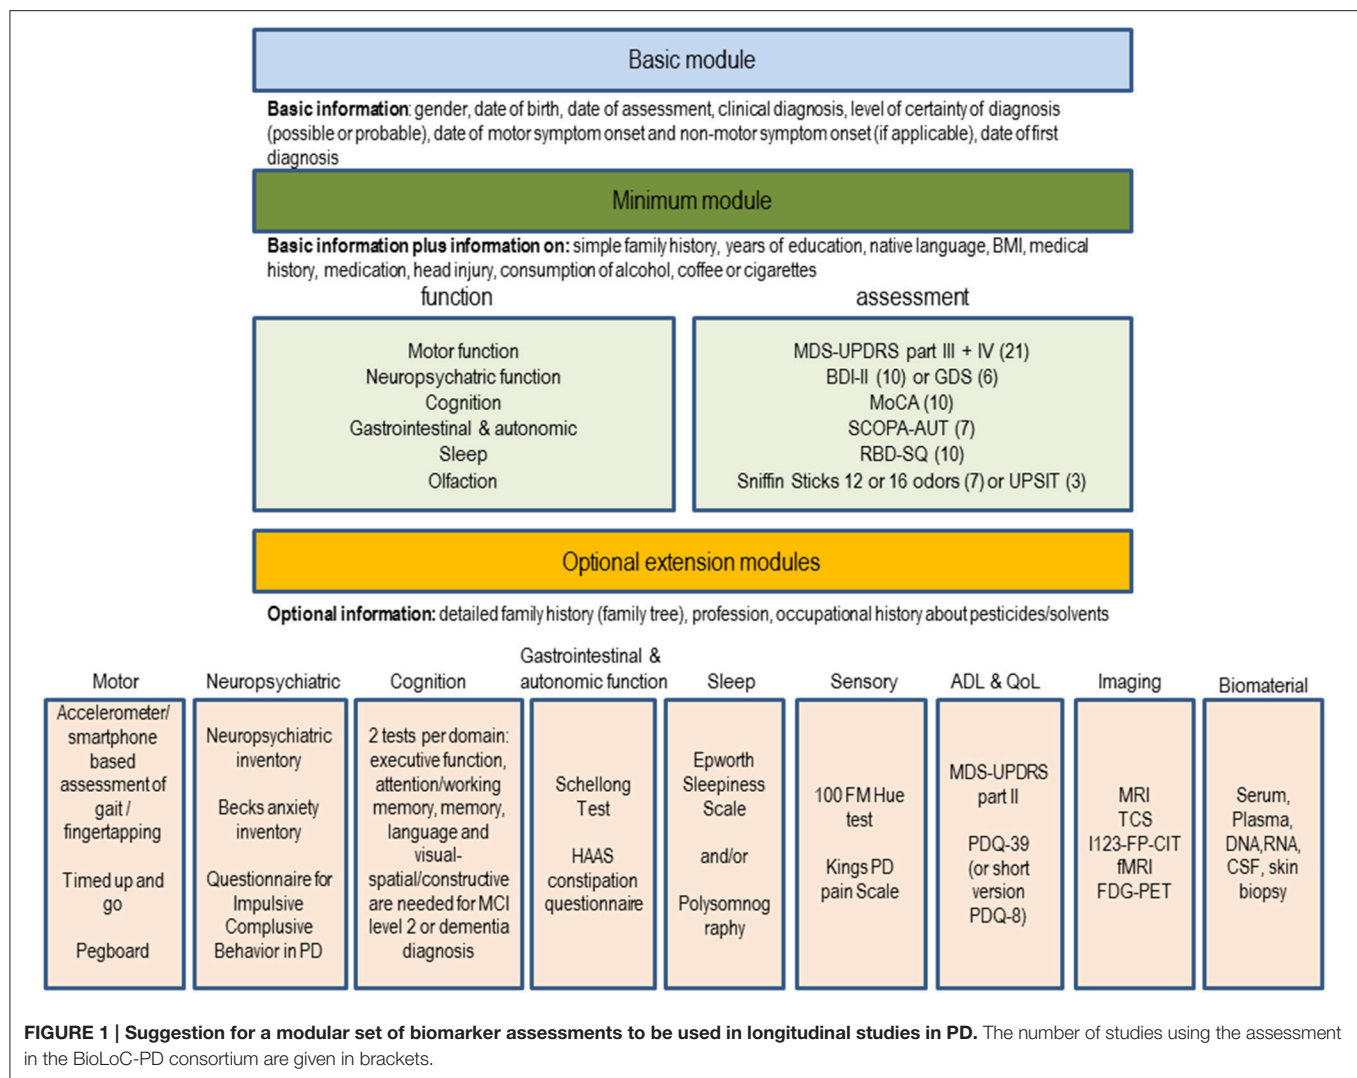 Basic module
Basic information: gender, date of birth, date of assessment, clinical diagnosis, level of certainty of diagnosis
(possible or probable), date of motor symptom onset and non-motor symptom onset (if applicable), date of first
diagnosis
Minimum module
Basic information plus information on: simple family history, years of education, native language, BMI, medical
history, medication, head injury, consumption of alcohol, coffee or cigarettes
function
Motor function
Neuropsychatric function
Cognition
Gastrointestinal & autonomic
Sleep
Olfaction
assessment
MDS-UPDRS part III + IV (21)
BDI-II (10) or GDS (6)
MoCA (10)
SCOPA-AUT (7)
RBD-SQ (10)
Sniffin Sticks 12 or 16 odors (7) or UPSIT (3)
Optional extension modules
Optional information: detailed family history (family tree), profession, occupational history about pesticides/solvents
Motor
Accelerometer/
smartphone
based
assessment of
gait /
fingertapping
Timed up and
go
Pegboard
Neuropsychiatric
Neuropsychiatric
inventory
Becks anxiety
inventory
Questionnaire for
Impulsive
Complusive
Behavior in PD
Cognition
2 tests per domain:
executive function,
attention/working
memory, memory,
language and
visual-
spatial/constructive
are needed for MCI
level 2 or dementia
diagnosis
Gastrointestinal &
autonomic function
Schellong
Test
HAAS
constipation
questionnaire
Sleep
Epworth
Sleepiness
Scale
and/or
Polysomnog
raphy
Sensory
100 FM Hue
test
Kings PD
pain Scale
ADL & QoL
MDS-UPDRS
part II
PDQ-39
(or short
version
PDQ-8)
Imaging
MRI
TCS
I123-FP-CIT
fMRI
FDG-PET
Biomaterial
Serum,
Plasma,
DNA,RNA,
CSF, skin
biopsy
FIGURE 1 | Suggestion for a modular set of biomarker assessments to be used in longitudinal studies in PD. The number of studies using the assessment
in the BioLoC-PD consortium are given in brackets.